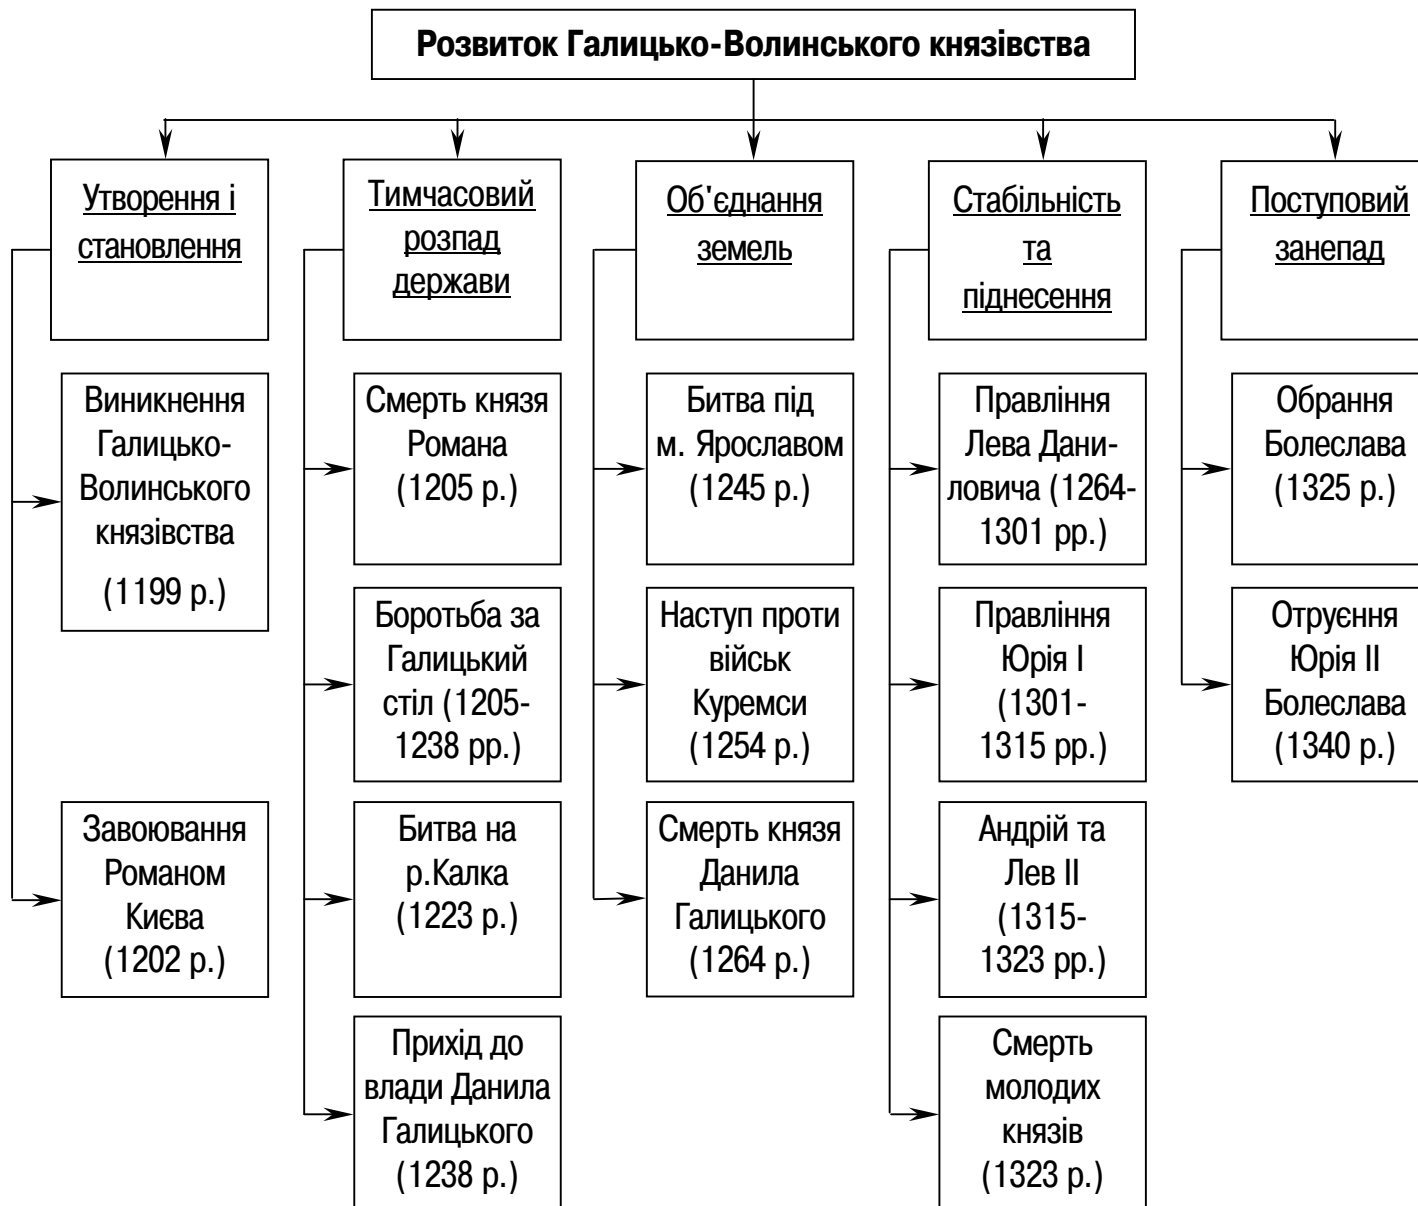 Розвиток Галицько-Волинського князівства
Утворення і
становлення
Виникнення
Галицько-
Волинського
князівства
(1199 р.)
Завоювання
Романом
Києва
(1202 р.)
Тимчасовий
розпад
держави
Смерть князя
Романа
(1205 р.)
Боротьба за
Галицький
стіл (1205-
1238 рр.)
Битва на
р.Калка
(1223 р.)
Прихід до
влади Данила
Галицького
(1238 р.)
Об'єднання
земель
Битва під
м. Ярославом
(1245 р.)
Наступ проти
військ
Куремси
(1254 р.)
Смерть князя
Данила
Галицького
(1264 р.)
Стабільність
та
піднесення
Правління
Лева Дани-
ловича (1264-
1301 рр.)
Правління
Юрія І
(1301-
1315 рр.)
Андрій та
Лев ІІ
(1315-
1323 рр.)
Смерть
молодих
князів
(1323 р.)
Поступовий
занепад
Обрання
Болеслава
(1325 р.)
Отруєння
Юрія ІІ
Болеслава
(1340 р.)